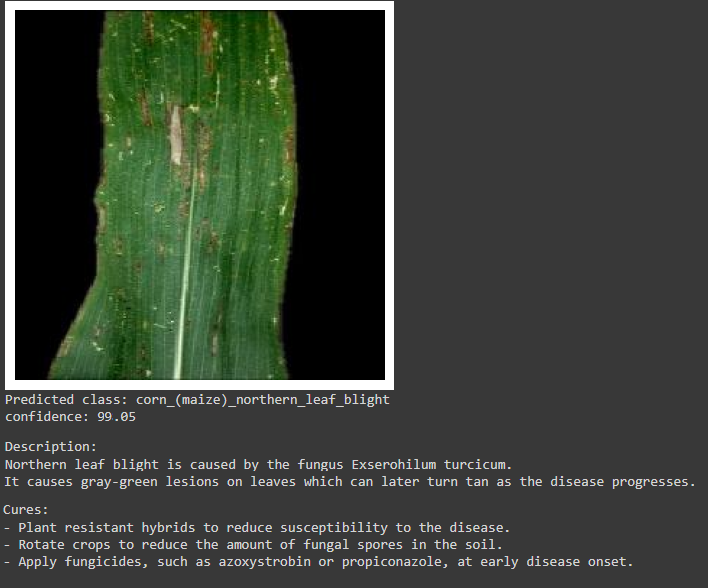 Predicted class: corn_(maize)_northern_leaf_blight
confidence: 99.05
Description:
Northern leaf blight is caused by the fungus Exserohilum turcicum.
It causes gray-green lesions on leaves which can later turn tan as the disease progresses.
Cures:
- Plant resistant hybrids to reduce susceptibility to the disease.
- Rotate crops to reduce the amount of fungal spores in the soil.
- Apply fungicides, such as azoxystrobin or propiconazole, at early disease onset.